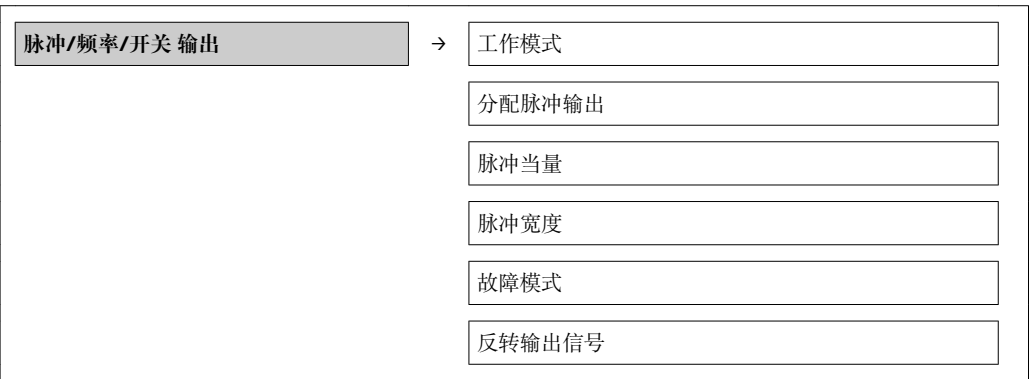 脉冲/频率/开关 输出 → 工作模式
分配脉冲输出
脉冲当量
脉冲宽度
故障模式
反转输出信号